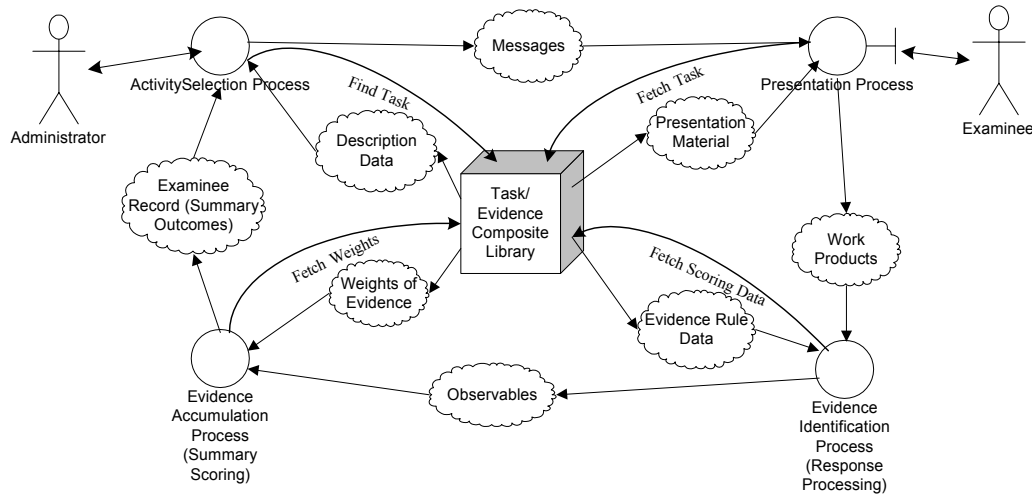 Messages
ActivitySelection Process
Presentation Process
Administrator
Examinee
Find Task
Fetch Task
Description
Data
Presentation
Material
Examinee
Record (Summary
Outcomes)
Task/
Evidence
Composite
Library
Work
Products
Fetch Weights
Weights of
Evidence
Fetch Scoring Data
Evidence Rule
Data
Observables
Evidence
Accumulation
Process
(Summary
Scoring)
Evidence
Identification
Process
(Response
Processing)